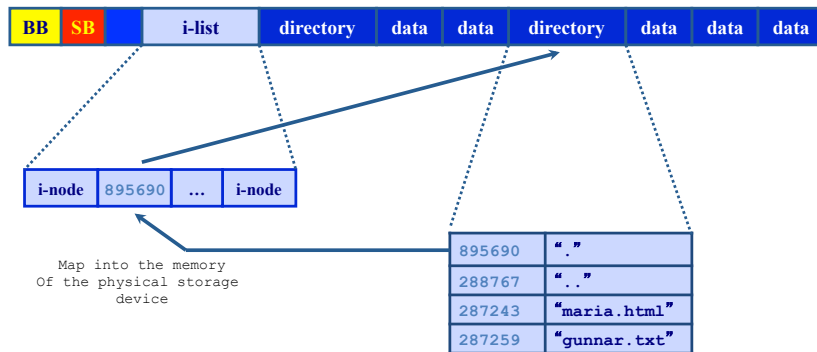 BB SB i-list directory data data directory data data data
i-node 895690 ... i-node
895690 “.”
Map into the memory
Of the physical storage
device
288767 “..”
287243 “maria.html”
287259 “gunnar.txt”